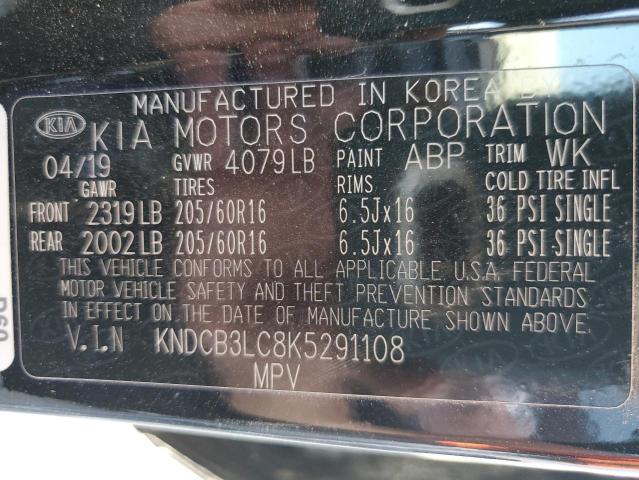 MANUFACTURED IN KOREA BY
KIA KIA MOTORS CORPORATION
04/19 GVWR 4079LB PAINT ABP TRIM WK
GAWR TIRES RIMS COLD TIRE INFL
FRONT 2319LB 205/60R16 6.5Jx16 36 PSI SINGLE
REAR 2002LB 205/60R16 6.5Jx16 36 PSI SINGLE
THIS VEHICLE CONFORMS TO ALL APPLICABLE U.S.A. FEDERAL
MOTOR VEHICLE SAFETY AND THEFT PREVENTION STANDARDS
IN EFFECT ON THE DATE OF MANUFACTURE SHOWN ABOVE.
V.I.N KNDCB3LC8K5291108
MPV